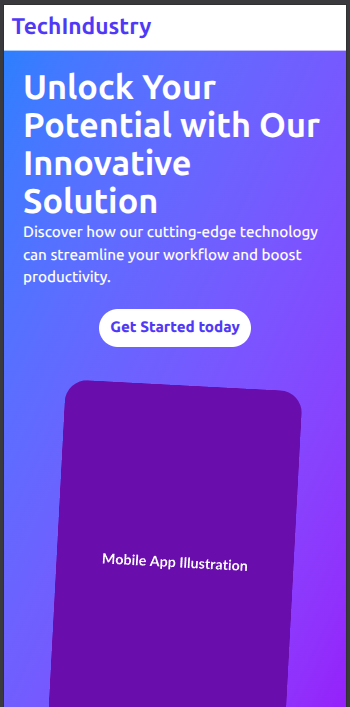 TechIndustry
Unlock Your
Potential with Our
Innovative
Solution
Discover how our cutting-edge technology
can streamline your workflow and boost
productivity.
Get Started today
Mobile App Illustration